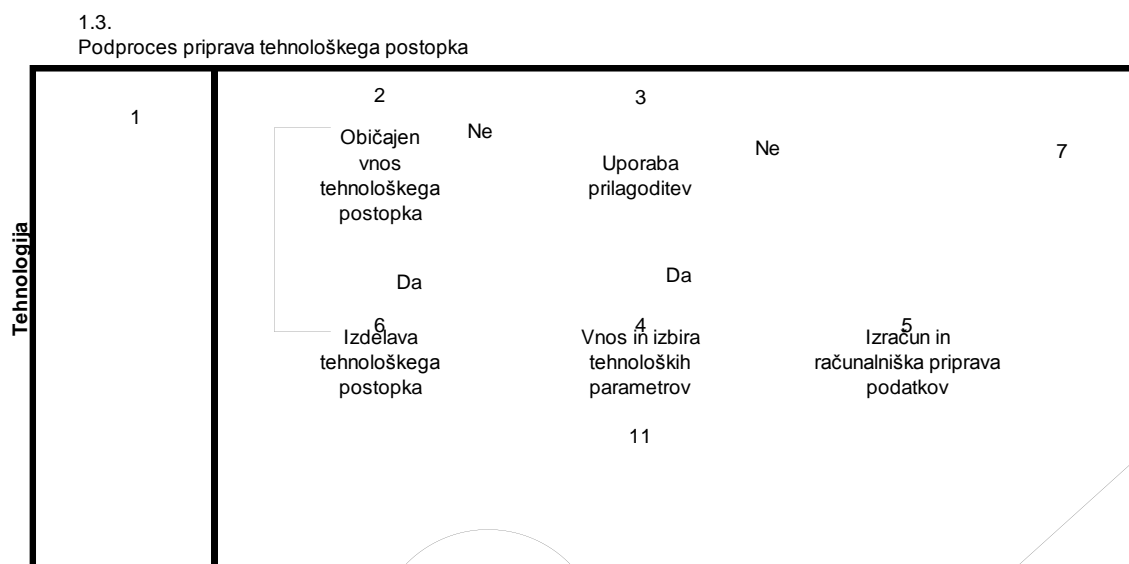 1.3.
Podproces priprava tehnološkega postopka
Tehnologija
1
2
Običajen
vnos
tehnološkega
postopka
Ne
Da
3
Uporaba
prilagoditev
Ne
Da
7
6
Izdelava
tehnološkega
postopka
4
Vnos in izbira
tehnoloških
parametrov
5
Izračun in
računalniška priprava
podatkov
11